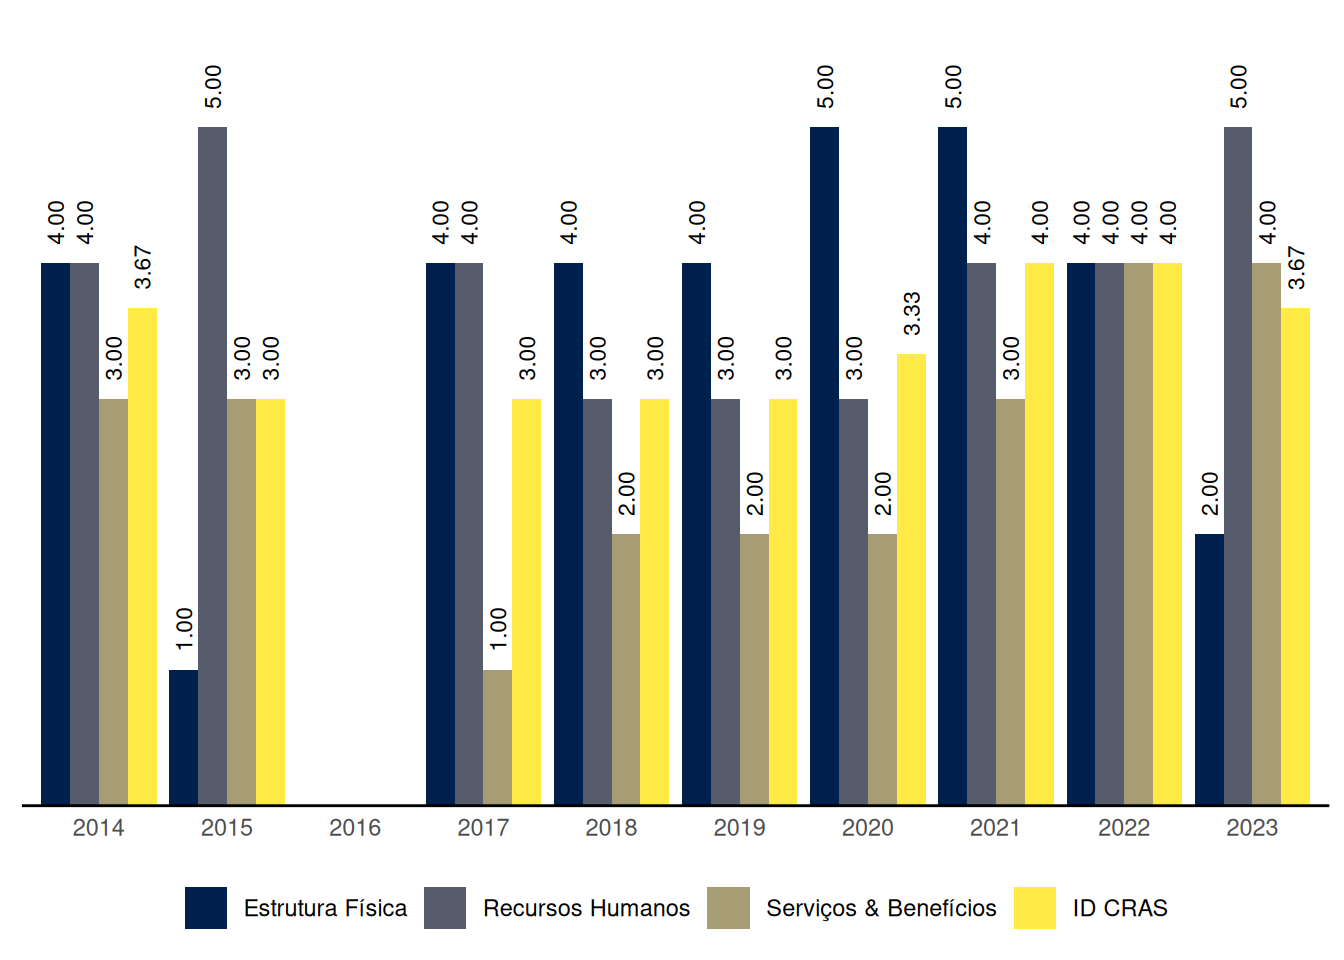 5.00 5.00 5.00 5.00
4.00 4.00 4.00 4.00 4.00 4.00 4.00 4.00 4.00 4.00 4.00 4.00 4.00
3.67 3.67
3.33
3.00 3.00 3.00 3.00 3.00 3.00 3.00 3.00 3.00 3.00
2.00 2.00 2.00 2.00
1.00 1.00
2014 2015 2016 2017 2018 2019 2020 2021 2022 2023
Estrutura Física Recursos Humanos Serviços & Benefícios ID CRAS